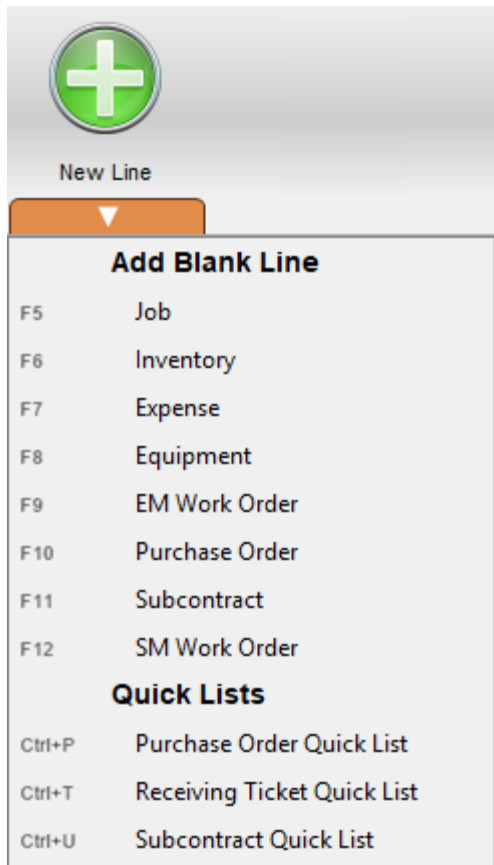 New Line
Add Blank Line
F5 Job
F6 Inventory
F7 Expense
F8 Equipment
F9 EM Work Order
F10 Purchase Order
F11 Subcontract
F12 SM Work Order
Quick Lists
Ctrl+P Purchase Order Quick List
Ctrl+T Receiving Ticket Quick List
Ctrl+U Subcontract Quick List